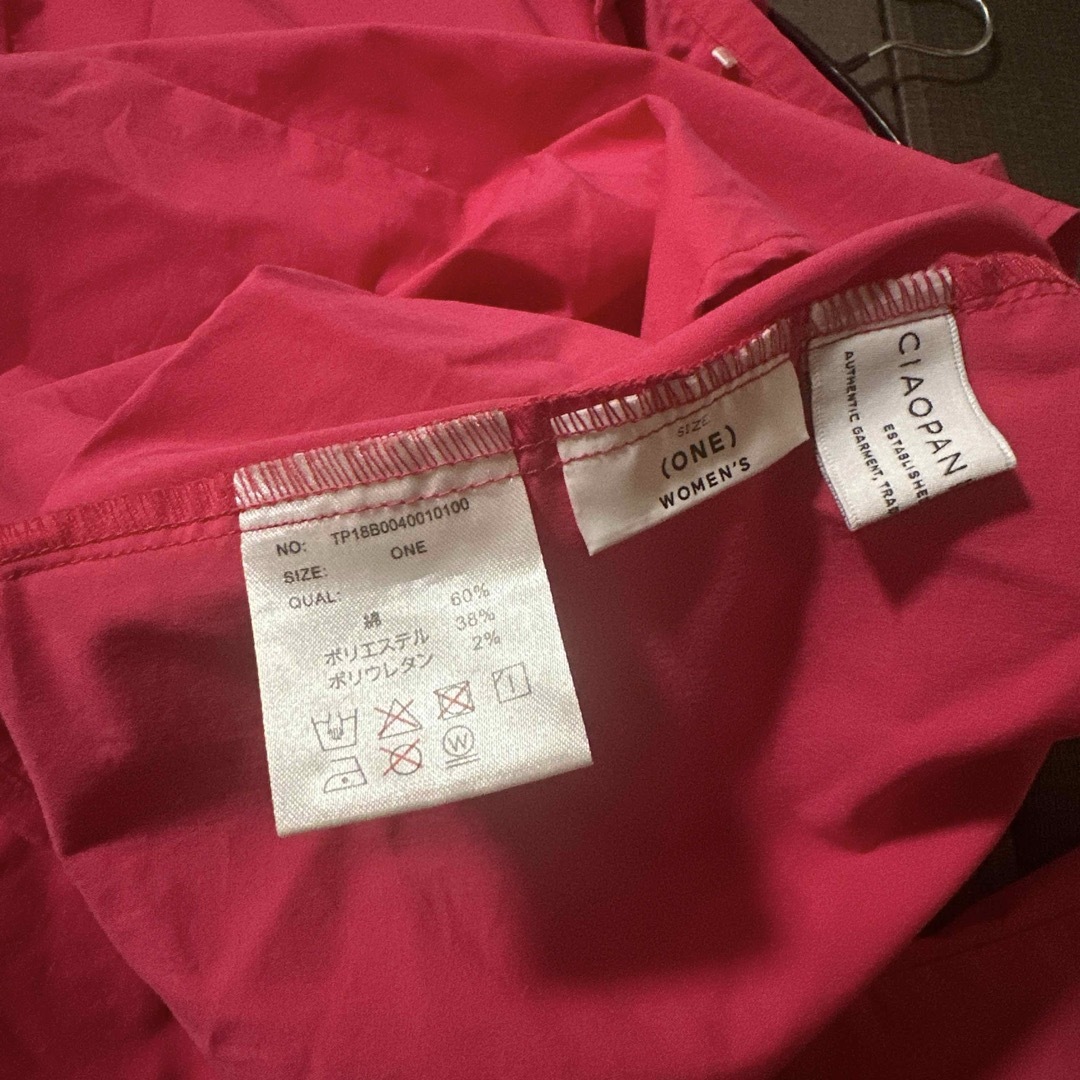 NO: TP18B0040010100
SIZE: ONE
QUAL:
綿 60%
ポリエステル 38%
ポリウレタン 2%
W
SIZE
(ONE)
WOMEN'S
CIAOPAN
ESTABLISHE
AUTHENTIC GARMENT, TRA